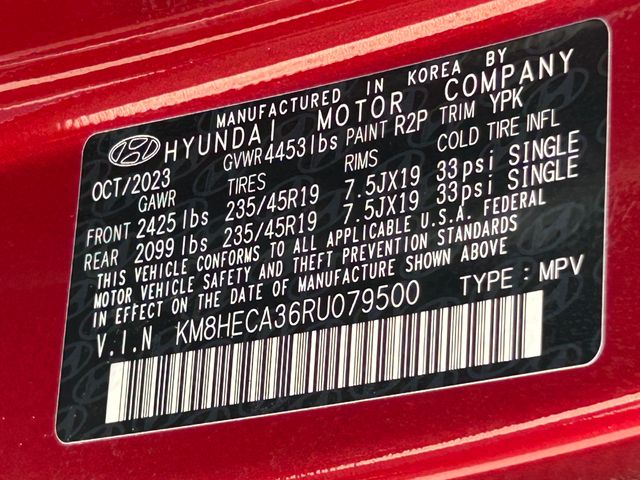 MANUFACTURED IN KOREA BY
HYUNDAI MOTOR COMPANY
OCT/2023 GVWR 4453lbs PAINT R2P TRIM YPK
GAWR TIRES RIMS COLD TIRE INFL
FRONT 2425 lbs 235/45R19 7.5JX19 33psi SINGLE
REAR 2099 lbs 235/45R19 7.5JX19 33psi SINGLE
THIS VEHICLE CONFORMS TO ALL APPLICABLE U.S.A. FEDERAL
MOTOR VEHICLE SAFETY AND THEFT PREVENTION STANDARDS
IN EFFECT ON THE DATE OF MANUFACTURE SHOWN ABOVE
V.I.N KM8HECA36RU079500 TYPE : MPV